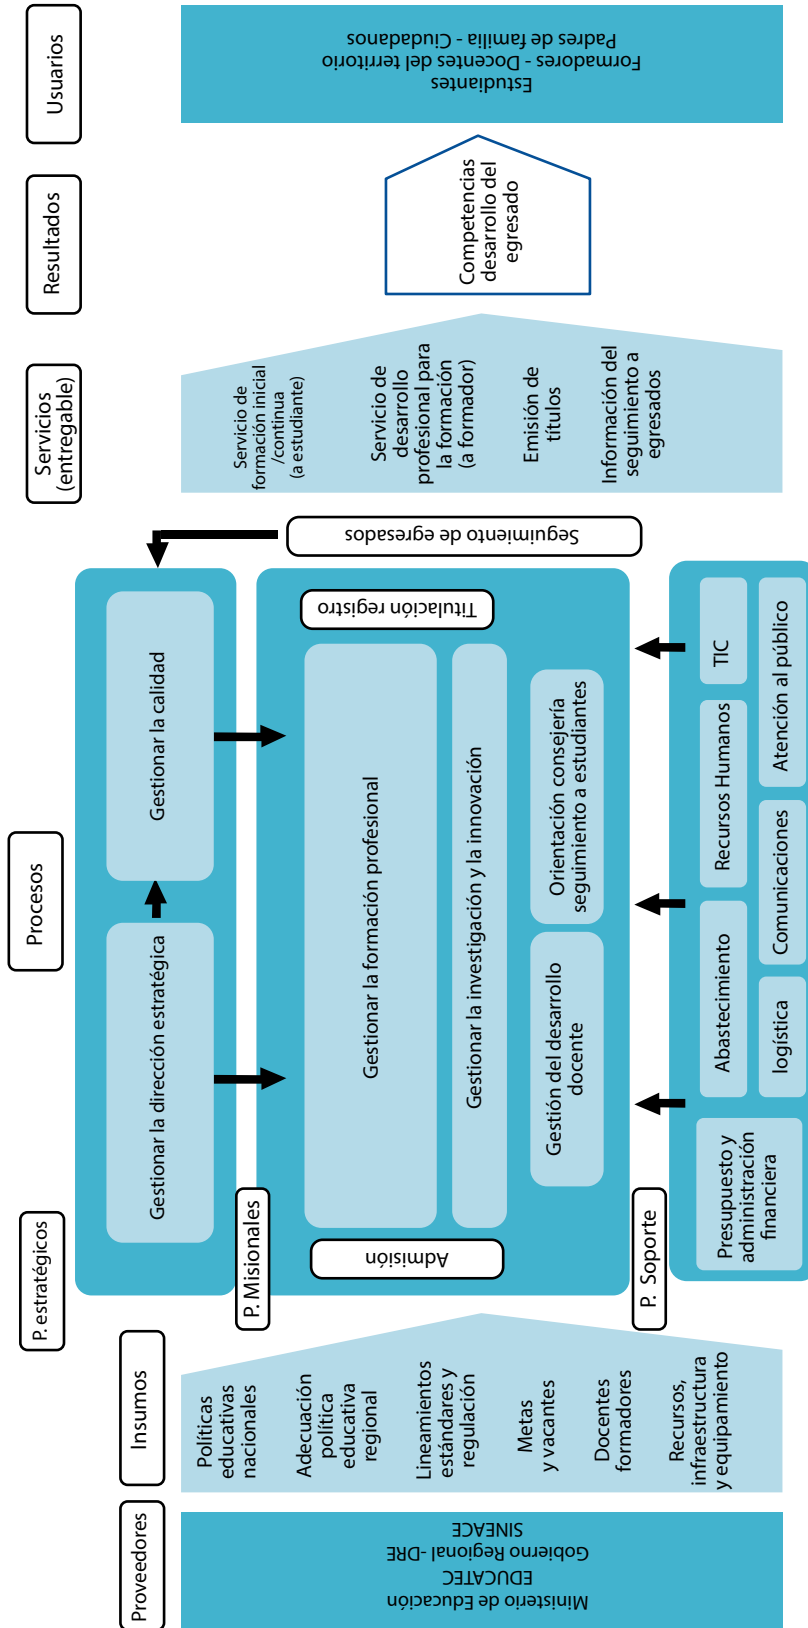 Proveedores
Insumos
Procesos
Servicios
(entregable)
Resultados
Usuarios
Ministerio de Educación
EDUCATEC
Gobierno Regional -DRE
SINEACE
Políticas
educativas
nacionales
Adecuación
política
educativa
regional
Lineamientos
estándares y
regulación
Metas
y vacantes
Docentes
formadores
Recursos,
infraestructura
y equipamiento
P. estratégicos
Gestionar la dirección estratégica
Gestionar la calidad
P. Misionales
Admisión
Gestionar la formación profesional
Gestionar la investigación y la innovación
Gestión del desarrollo
docente
Orientación consejería
seguimiento a estudiantes
Titulación registro
Seguimiento de egresados
P. Soporte
Presupuesto y
administración
financiera
Abastecimiento
Recursos Humanos
TIC
logística
Comunicaciones
Atención al público
Servicio de
formación inicial
/continua
(a estudiante)
Servicio de
desarrollo
profesional para
la formación
(a formador)
Emisión de
títulos
Información del
seguimiento a
egresados
Competencias
desarrollo del
egresado
Estudiantes
Formadores - Docentes del territorio
Padres de familia - Ciudadanos